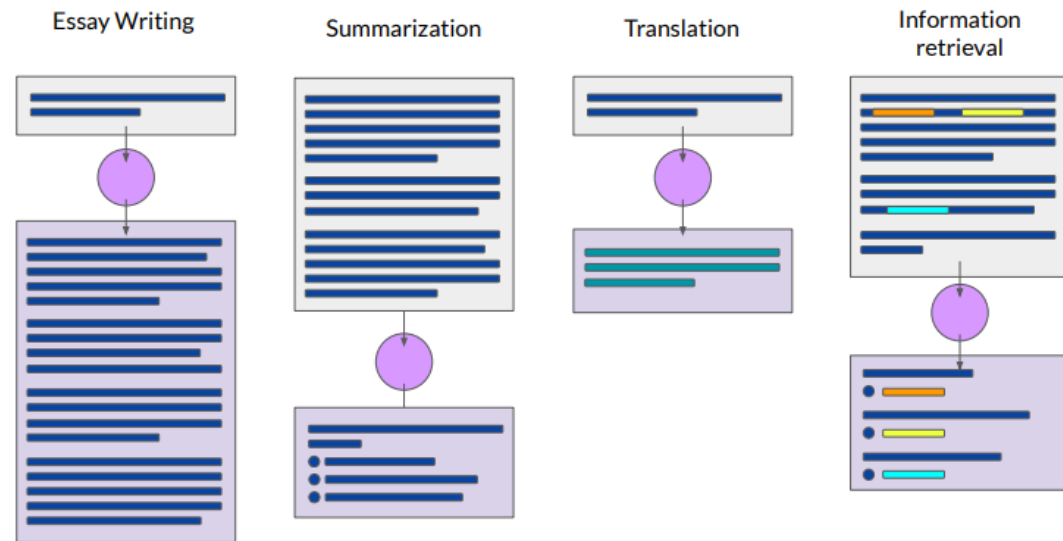 Essay Writing
Summarization
Translation
Information
retrieval